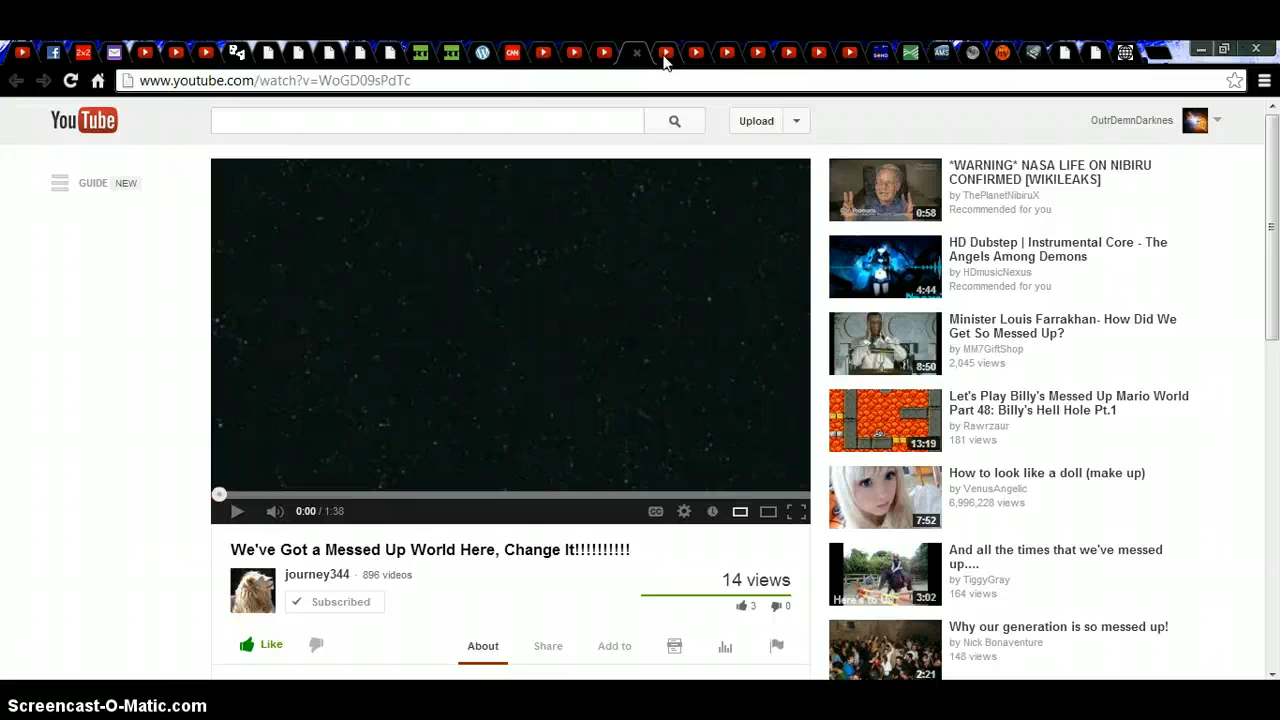 2x2
CNN
SEND
AMS
www.youtube.com/watch?v=WoGD09sPdTc
YouTube
Upload
OutrDemnDarknes
GUIDE NEW
0:00 / 1:38
We've Got a Messed Up World Here, Change It!!!!!!!!!!
journey344 · 896 videos
Subscribed
14 views
3 0
Like
About Share Add to
*WARNING* NASA LIFE ON NIBIRU
CONFIRMED [WIKILEAKS]
by ThePlanetNibiruX
Recommended for you
0:58
HD Dubstep | Instrumental Core - The
Angels Among Demons
by HDmusicNexus
Recommended for you
4:44
Minister Louis Farrakhan- How Did We
Get So Messed Up?
by MM7GiftShop
2,045 views
8:50
Let's Play Billy's Messed Up Mario World
Part 48: Billy's Hell Hole Pt.1
by Rawrzaur
181 views
13:19
How to look like a doll (make up)
by VenusAngelic
6,996,228 views
7:52
And all the times that we've messed
up....
by TiggyGray
164 views
Here's to Us
3:02
Why our generation is so messed up!
by Nick Bonaventure
148 views
2:21
Screencast-O-Matic.com